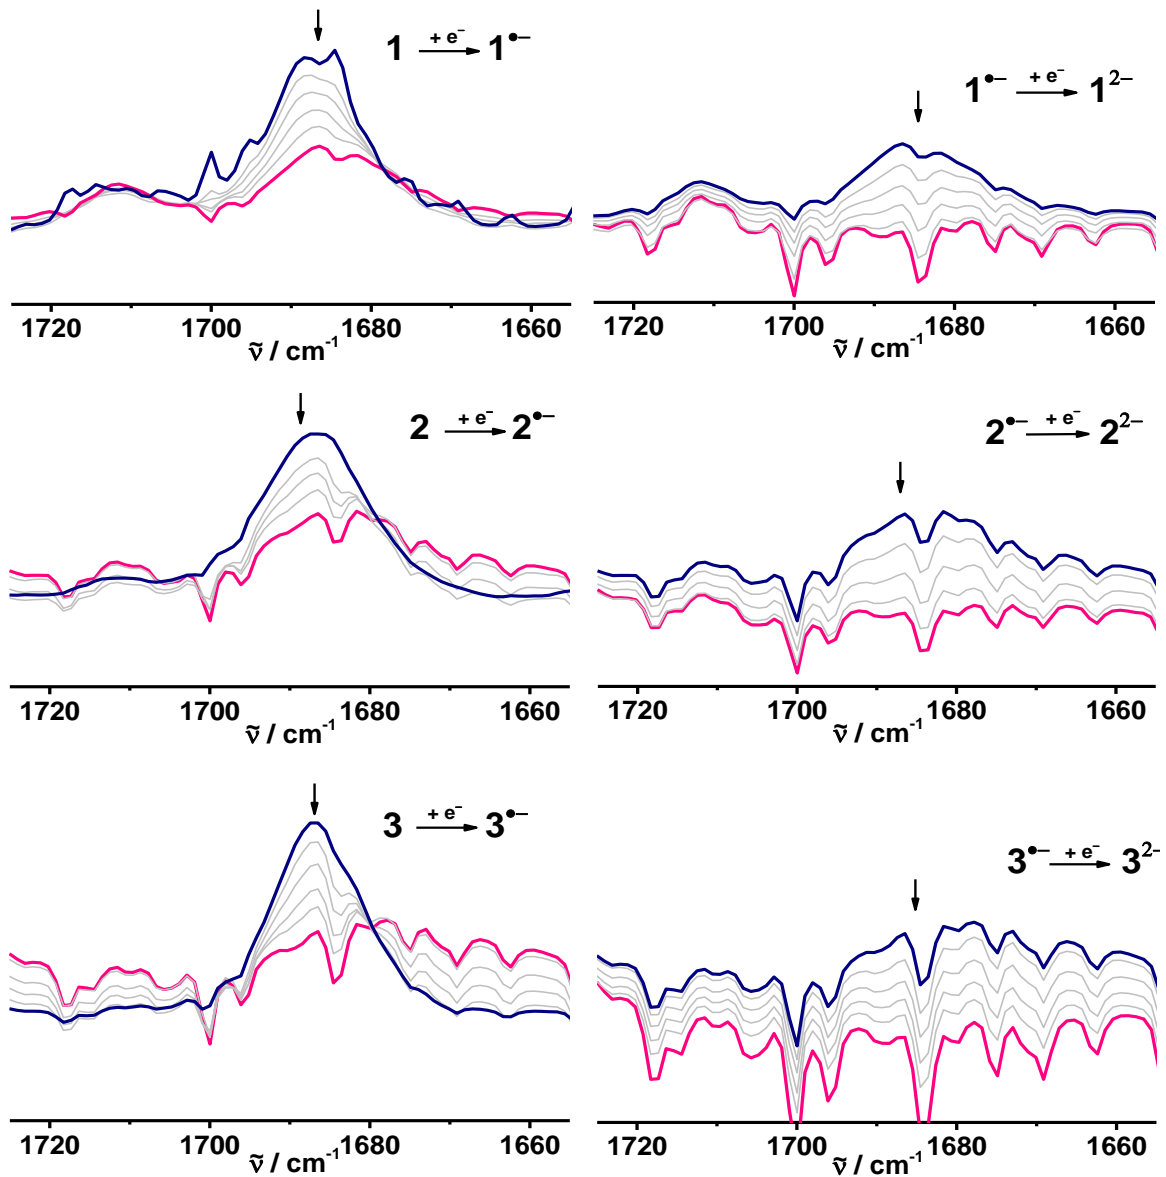 1 + e⁻ 1•–
1•– + e⁻ 1²⁻
1720 1700 1680 1660
ṽ / cm⁻¹
1720 1700 1680 1660
ṽ / cm⁻¹
2 + e⁻ 2•–
2•– + e⁻ 2²⁻
1720 1700 1680 1660
ṽ / cm⁻¹
1720 1700 1680 1660
ṽ / cm⁻¹
3 + e⁻ 3•–
3•– + e⁻ 3²⁻
1720 1700 1680 1660
ṽ / cm⁻¹
1720 1700 1680 1660
ṽ / cm⁻¹